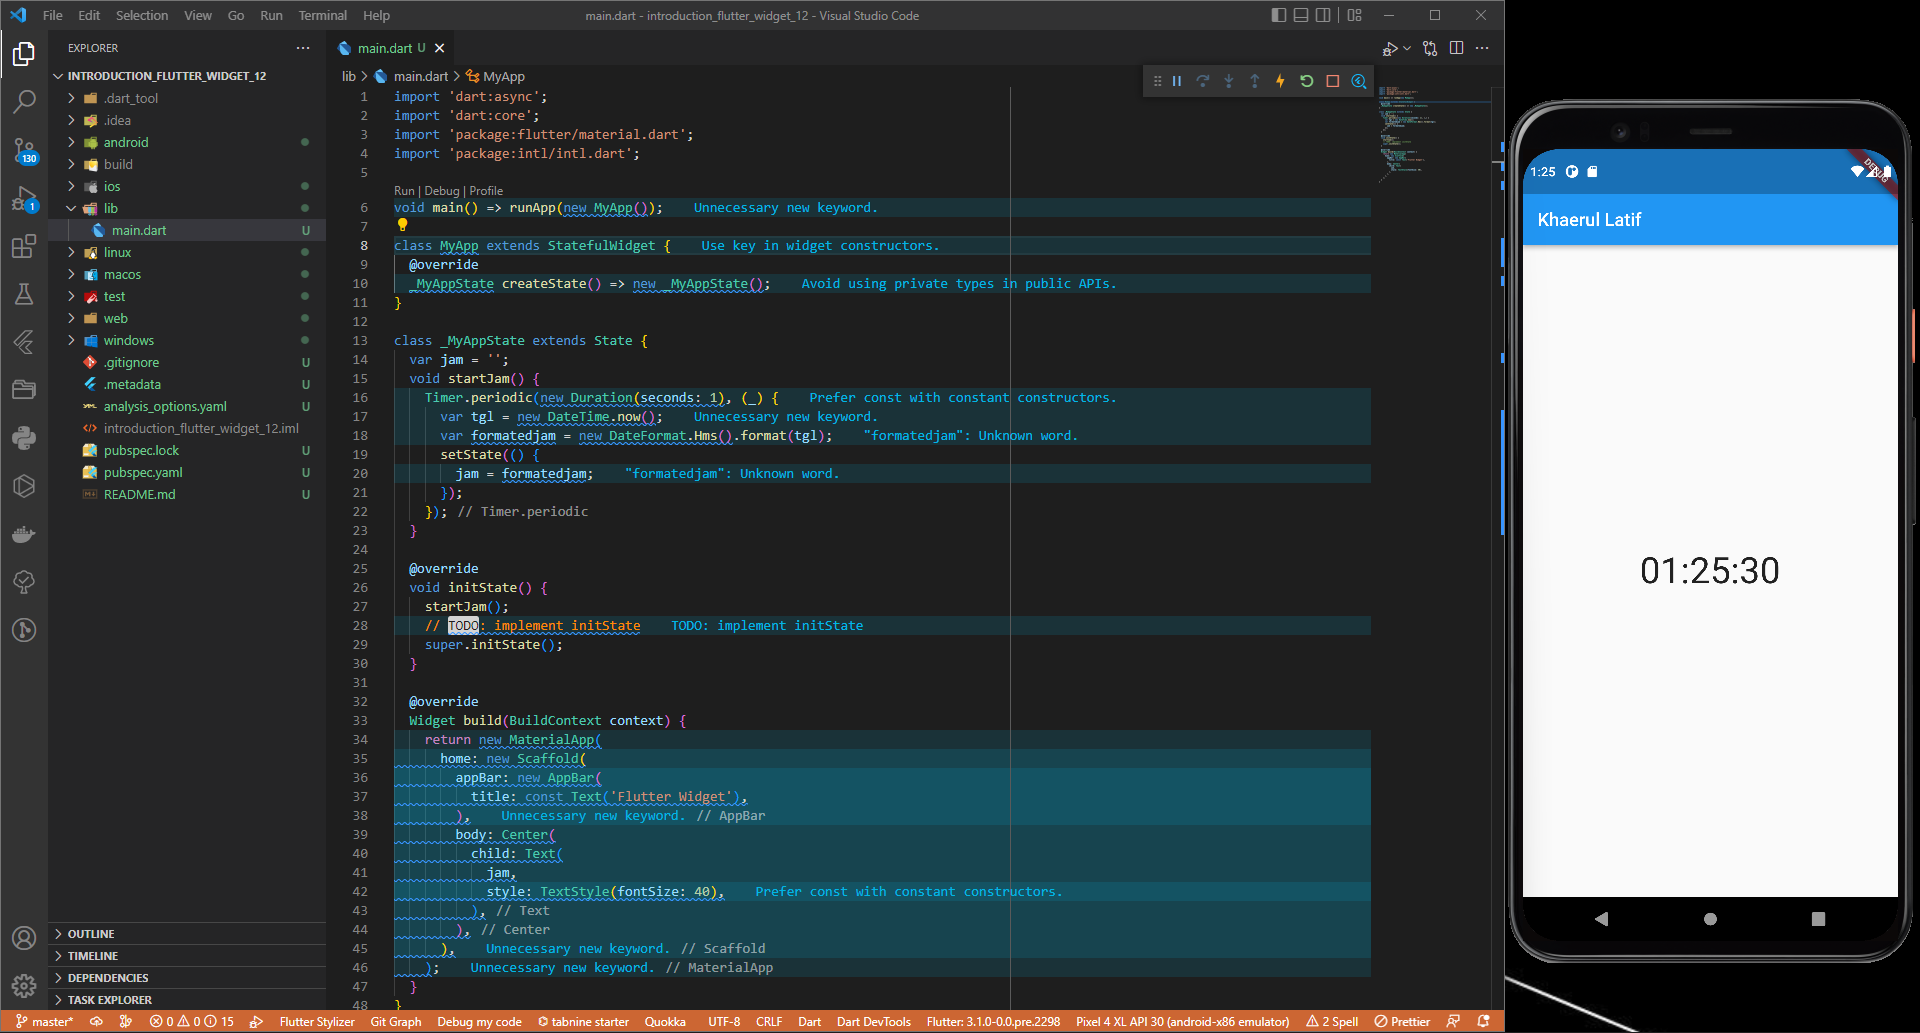 File Edit Selection View Go Run Terminal Help
main.dart - introduction_flutter_widget_12 - Visual Studio Code
EXPLORER
INTRODUCTION_FLUTTER_WIDGET_12
.dart_tool
.idea
android
build
ios
lib
main.dart U
linux
macos
test
web
windows
.gitignore U
.metadata U
analysis_options.yaml U
introduction_flutter_widget_12.iml
pubspec.lock U
pubspec.yaml U
README.md U
OUTLINE
TIMELINE
DEPENDENCIES
TASK EXPLORER
130
1
main.dart U
lib > main.dart > MyApp
1 import 'dart:async';
2 import 'dart:core';
3 import 'package:flutter/material.dart';
4 import 'package:intl/intl.dart';
5
Run | Debug | Profile
6 void main() => runApp(new MyApp()); Unnecessary new keyword.
7
8 class MyApp extends StatefulWidget { Use key in widget constructors.
9 @override
10 _MyAppState createState() => new _MyAppState(); Avoid using private types in public APIs.
11 }
12
13 class _MyAppState extends State {
14 var jam = '';
15 void startJam() {
16 Timer.periodic(new Duration(seconds: 1), (_) { Prefer const with constant constructors.
17 var tgl = new DateTime.now(); Unnecessary new keyword.
18 var formatedjam = new DateFormat.Hms().format(tgl); "formatedjam": Unknown word.
19 setState(() {
20 jam = formatedjam; "formatedjam": Unknown word.
21 });
22 }); // Timer.periodic
23 }
24
25 @override
26 void initState() {
27 startJam();
28 // TODO: implement initState TODO: implement initState
29 super.initState();
30 }
31
32 @override
33 Widget build(BuildContext context) {
34 return new MaterialApp(
35 home: new Scaffold(
36 appBar: new AppBar(
37 title: const Text('Flutter Widget'),
38 ), Unnecessary new keyword. // AppBar
39 body: Center(
40 child: Text(
41 jam,
42 style: TextStyle(fontSize: 40), Prefer const with constant constructors.
43 ), // Text
44 ), // Center
45 ), Unnecessary new keyword. // Scaffold
46 ); Unnecessary new keyword. // MaterialApp
47 }
48 }
master* 0 0 15 Flutter Stylizer Git Graph Debug my code tabnine starter Quokka UTF-8 CRLF Dart Dart DevTools Flutter: 3.1.0-0.0.pre.2298 Pixel 4 XL API 30 (android-x86 emulator) 2 Spell Prettier
1:25
DEBUG
Khaerul Latif
01:25:30